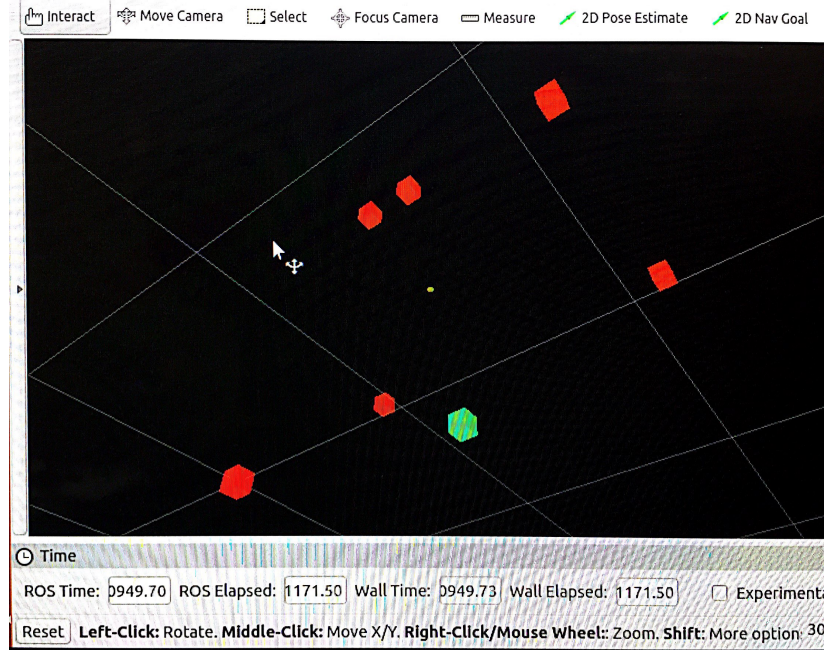 Interact Move Camera Select Focus Camera Measure 2D Pose Estimate 2D Nav Goal
Time
ROS Time: 0949.70 ROS Elapsed: 1171.50 Wall Time: 0949.73 Wall Elapsed: 1171.50 Experimenta
Reset Left-Click: Rotate. Middle-Click: Move X/Y. Right-Click/Mouse Wheel:: Zoom. Shift: More option 30